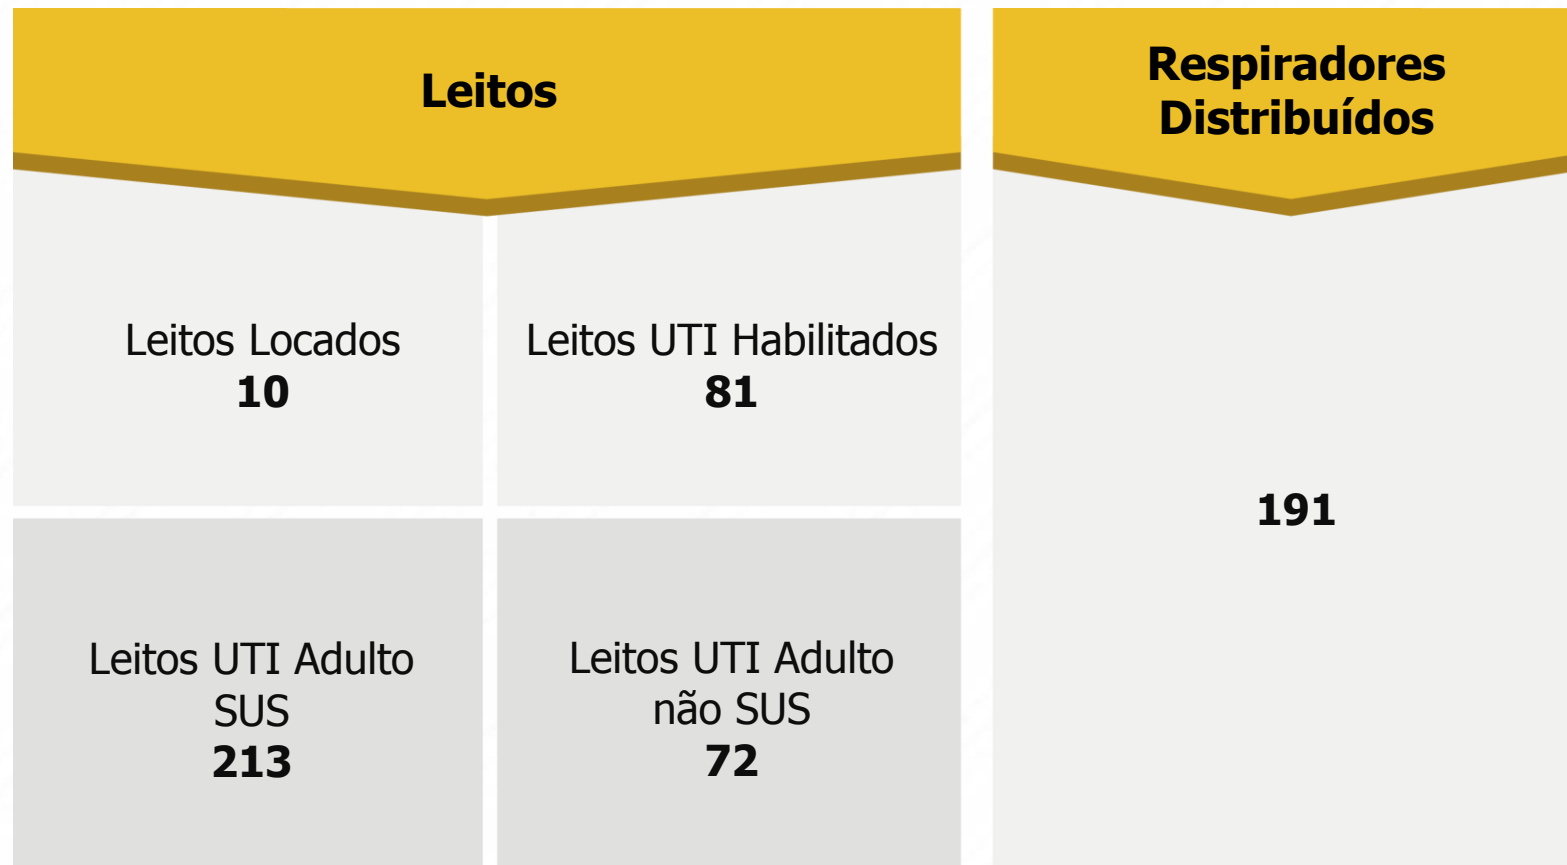 Leitos
Leitos Locados
10
Leitos UTI Habilitados
81
Leitos UTI Adulto
SUS
213
Leitos UTI Adulto
não SUS
72
Respiradores
Distribuídos
191